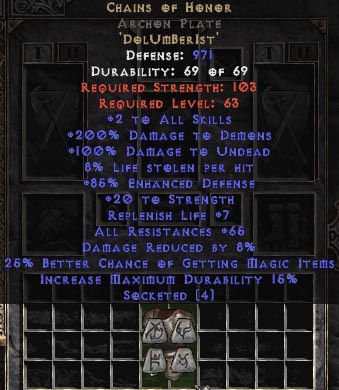 Chains of Honor
Archon Plate
'DolUmBerIst'
Defense: 971
Durability: 69 of 69
Required Strength: 103
Required Level: 63
+2 to All Skills
+200% Damage to Demons
+100% Damage to Undead
8% Life stolen per hit
+85% Enhanced Defense
+20 to Strength
Replenish Life +7
All Resistances +65
Damage Reduced by 8%
25% Better Chance of Getting Magic Items
Increase Maximum Durability 15%
Socketed (4)